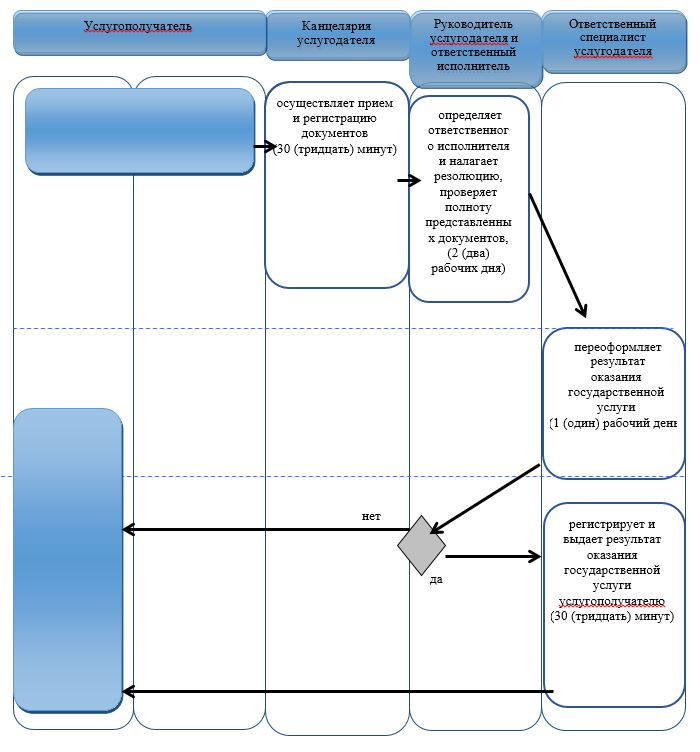 Услугополучатель
Канцелярия
услугодателя
Руководитель
услугодателя и
ответственный
исполнитель
Ответственный
специалист
услугодателя
осуществляет прием
и регистрацию
документов
(30 (тридцать) минут)
определяет
ответственног
о исполнителя
и налагает
резолюцию,
проверяет
полноту
представленны
х документов,
(2 (два)
рабочих дня)
переоформляет
результат
оказания
государственной
услуги
(1 (один) рабочий день
нет
да
регистрирует и
выдает результат
оказания
государственной
услуги
услугополучателю
(30 (тридцать) минут)